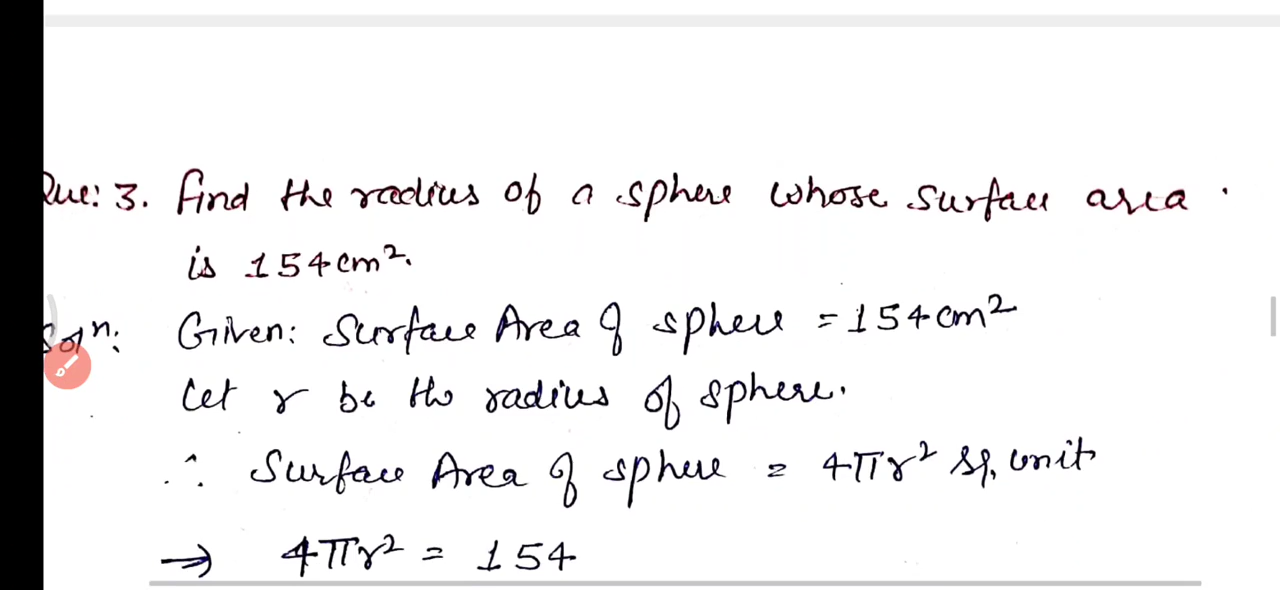 Que: 3. find the radius of a sphere whose surface area
is 154 cm².
Solⁿ: Given: Surface Area of sphere = 154 cm²
Let r be the radius of sphere.
∴ Surface Area of sphere = 4πr² sq. unit
⇒ 4πr² = 154